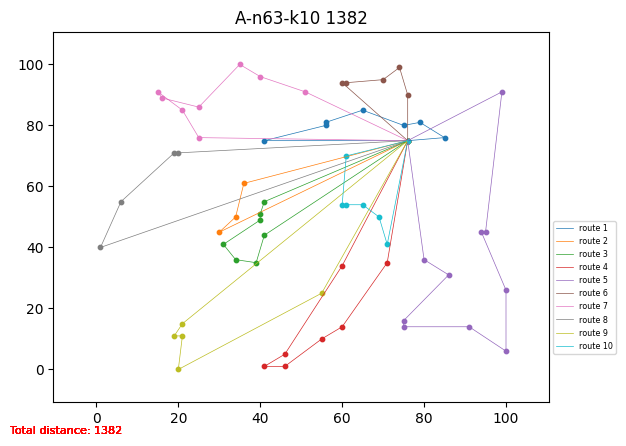 A-n63-k10 1382
100
80
60
40
20
0
0 20 40 60 80 100
route 1
route 2
route 3
route 4
route 5
route 6
route 7
route 8
route 9
route 10
Total distance: 1382